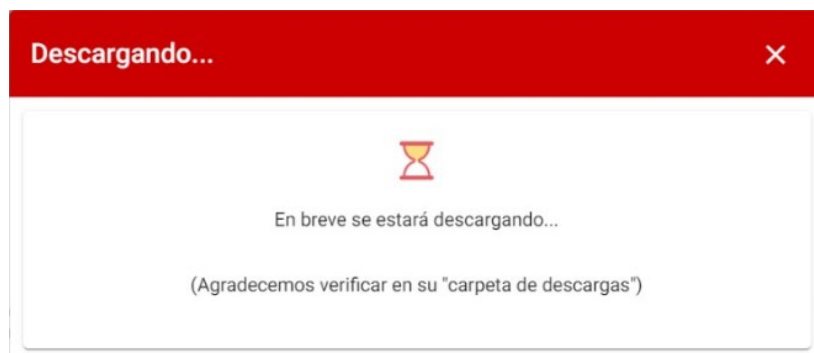 Descargando...
En breve se estará descargando...
(Agradecemos verificar en su "carpeta de descargas")